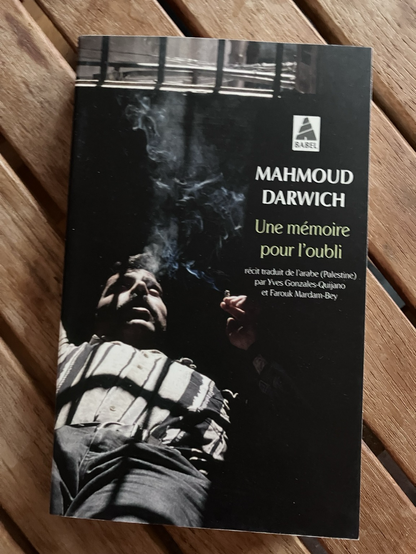 BABEL
MAHMOUD
DARWICH
Une mémoire
pour l'oubli
récit traduit de l'arabe (Palestine)
par Yves Gonzales-Quijano
et Farouk Mardam-Bey